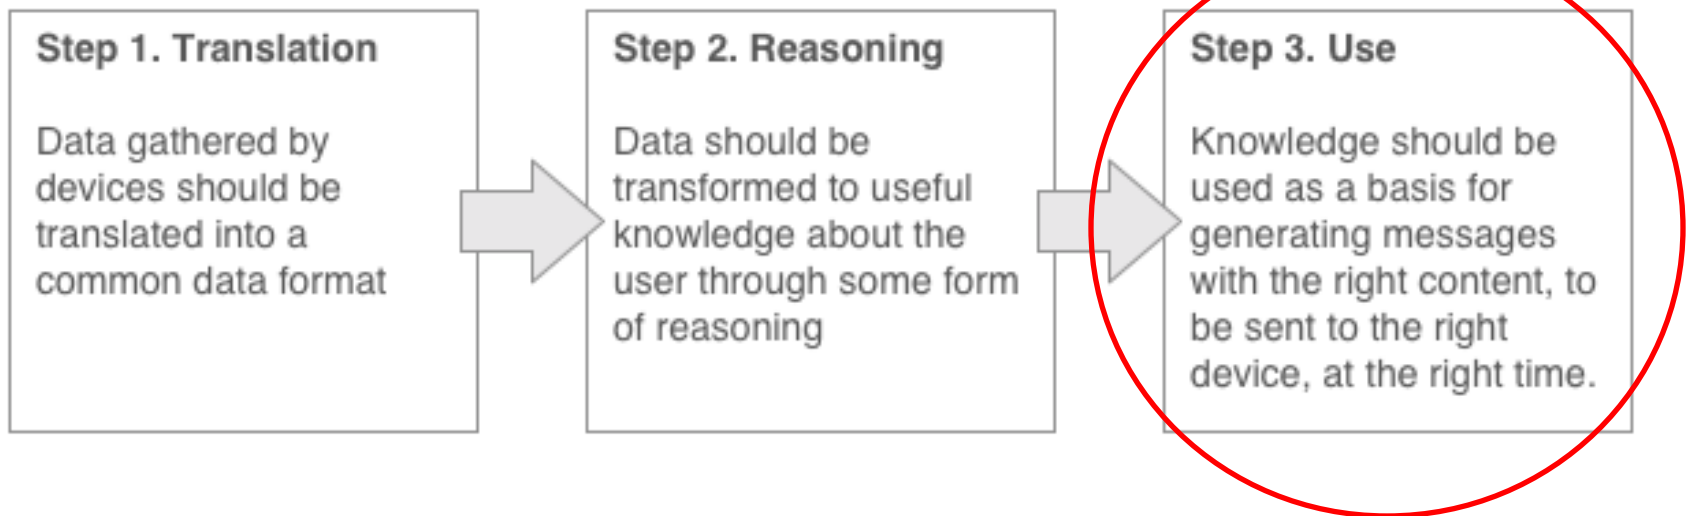 Step 1. Translation
Data gathered by
devices should be
translated into a
common data format
Step 2. Reasoning
Data should be
transformed to useful
knowledge about the
user through some form
of reasoning
Step 3. Use
Knowledge should be
used as a basis for
generating messages
with the right content, to
be sent to the right
device, at the right time.